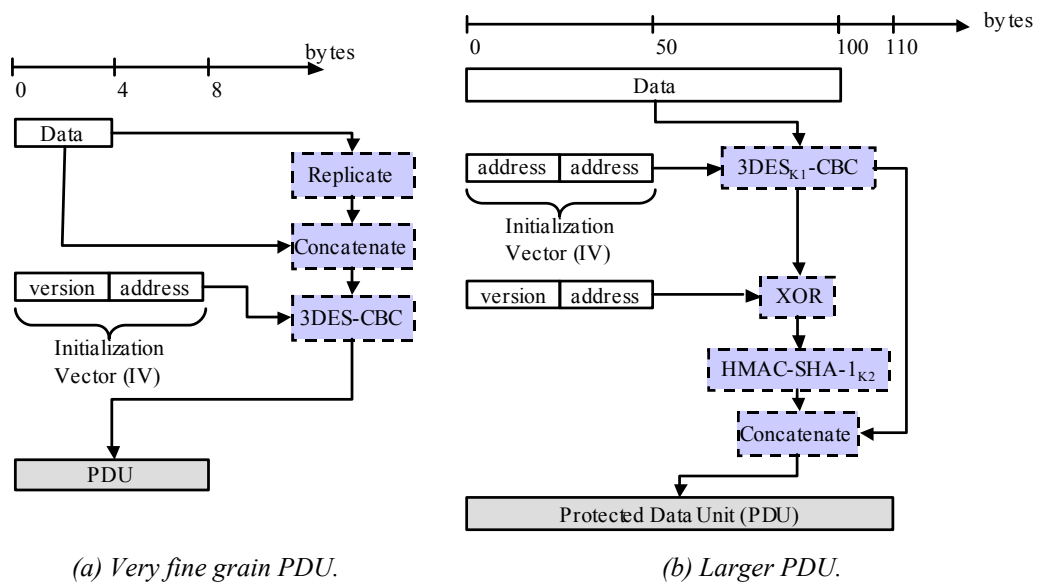 bytes
0 4 8
Data
Replicate
Concatenate
version address
3DES-CBC
Initialization
Vector (IV)
PDU
(a) Very fine grain PDU.
bytes
0 50 100 110
Data
address address
3DES_K1-CBC
Initialization
Vector (IV)
version address
XOR
HMAC-SHA-1_K2
Concatenate
Protected Data Unit (PDU)
(b) Larger PDU.